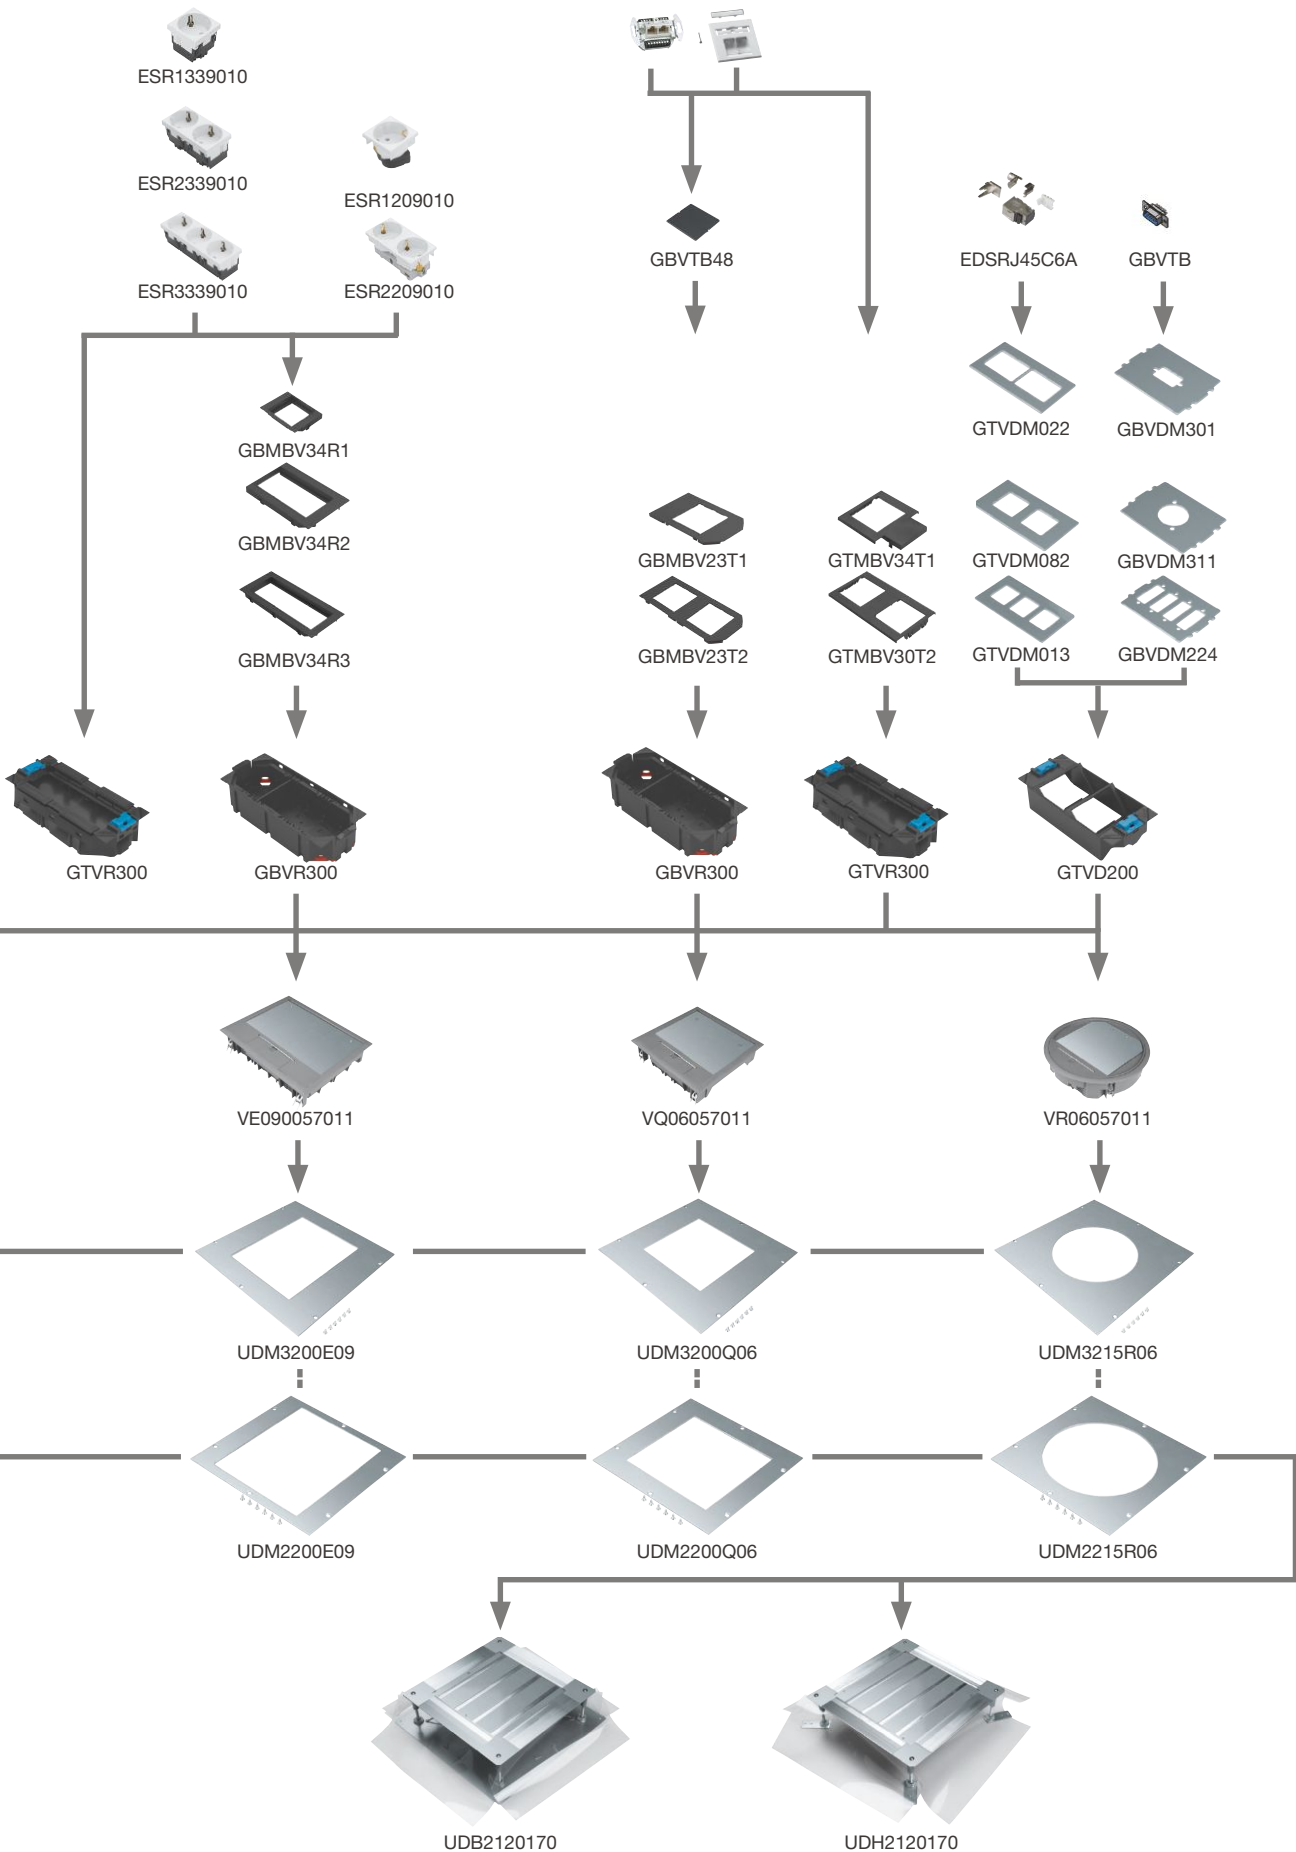 ESR1339010
ESR2339010
ESR1209010
ESR3339010
ESR2209010
GBVTB48
EDSRJ45C6A
GBVTB
GTVDM022
GBVDM301
GBMBV34R1
GBMBV34R2
GBMBV23T1
GTMBV34T1
GTVDM082
GBVDM311
GBMBV34R3
GBMBV23T2
GTMBV30T2
GTVDM013
GBVDM224
GTVR300
GBVR300
GBVR300
GTVR300
GTVD200
VE090057011
VQ06057011
VR06057011
UDM3200E09
UDM3200Q06
UDM3215R06
UDM2200E09
UDM2200Q06
UDM2215R06
UDB2120170
UDH2120170